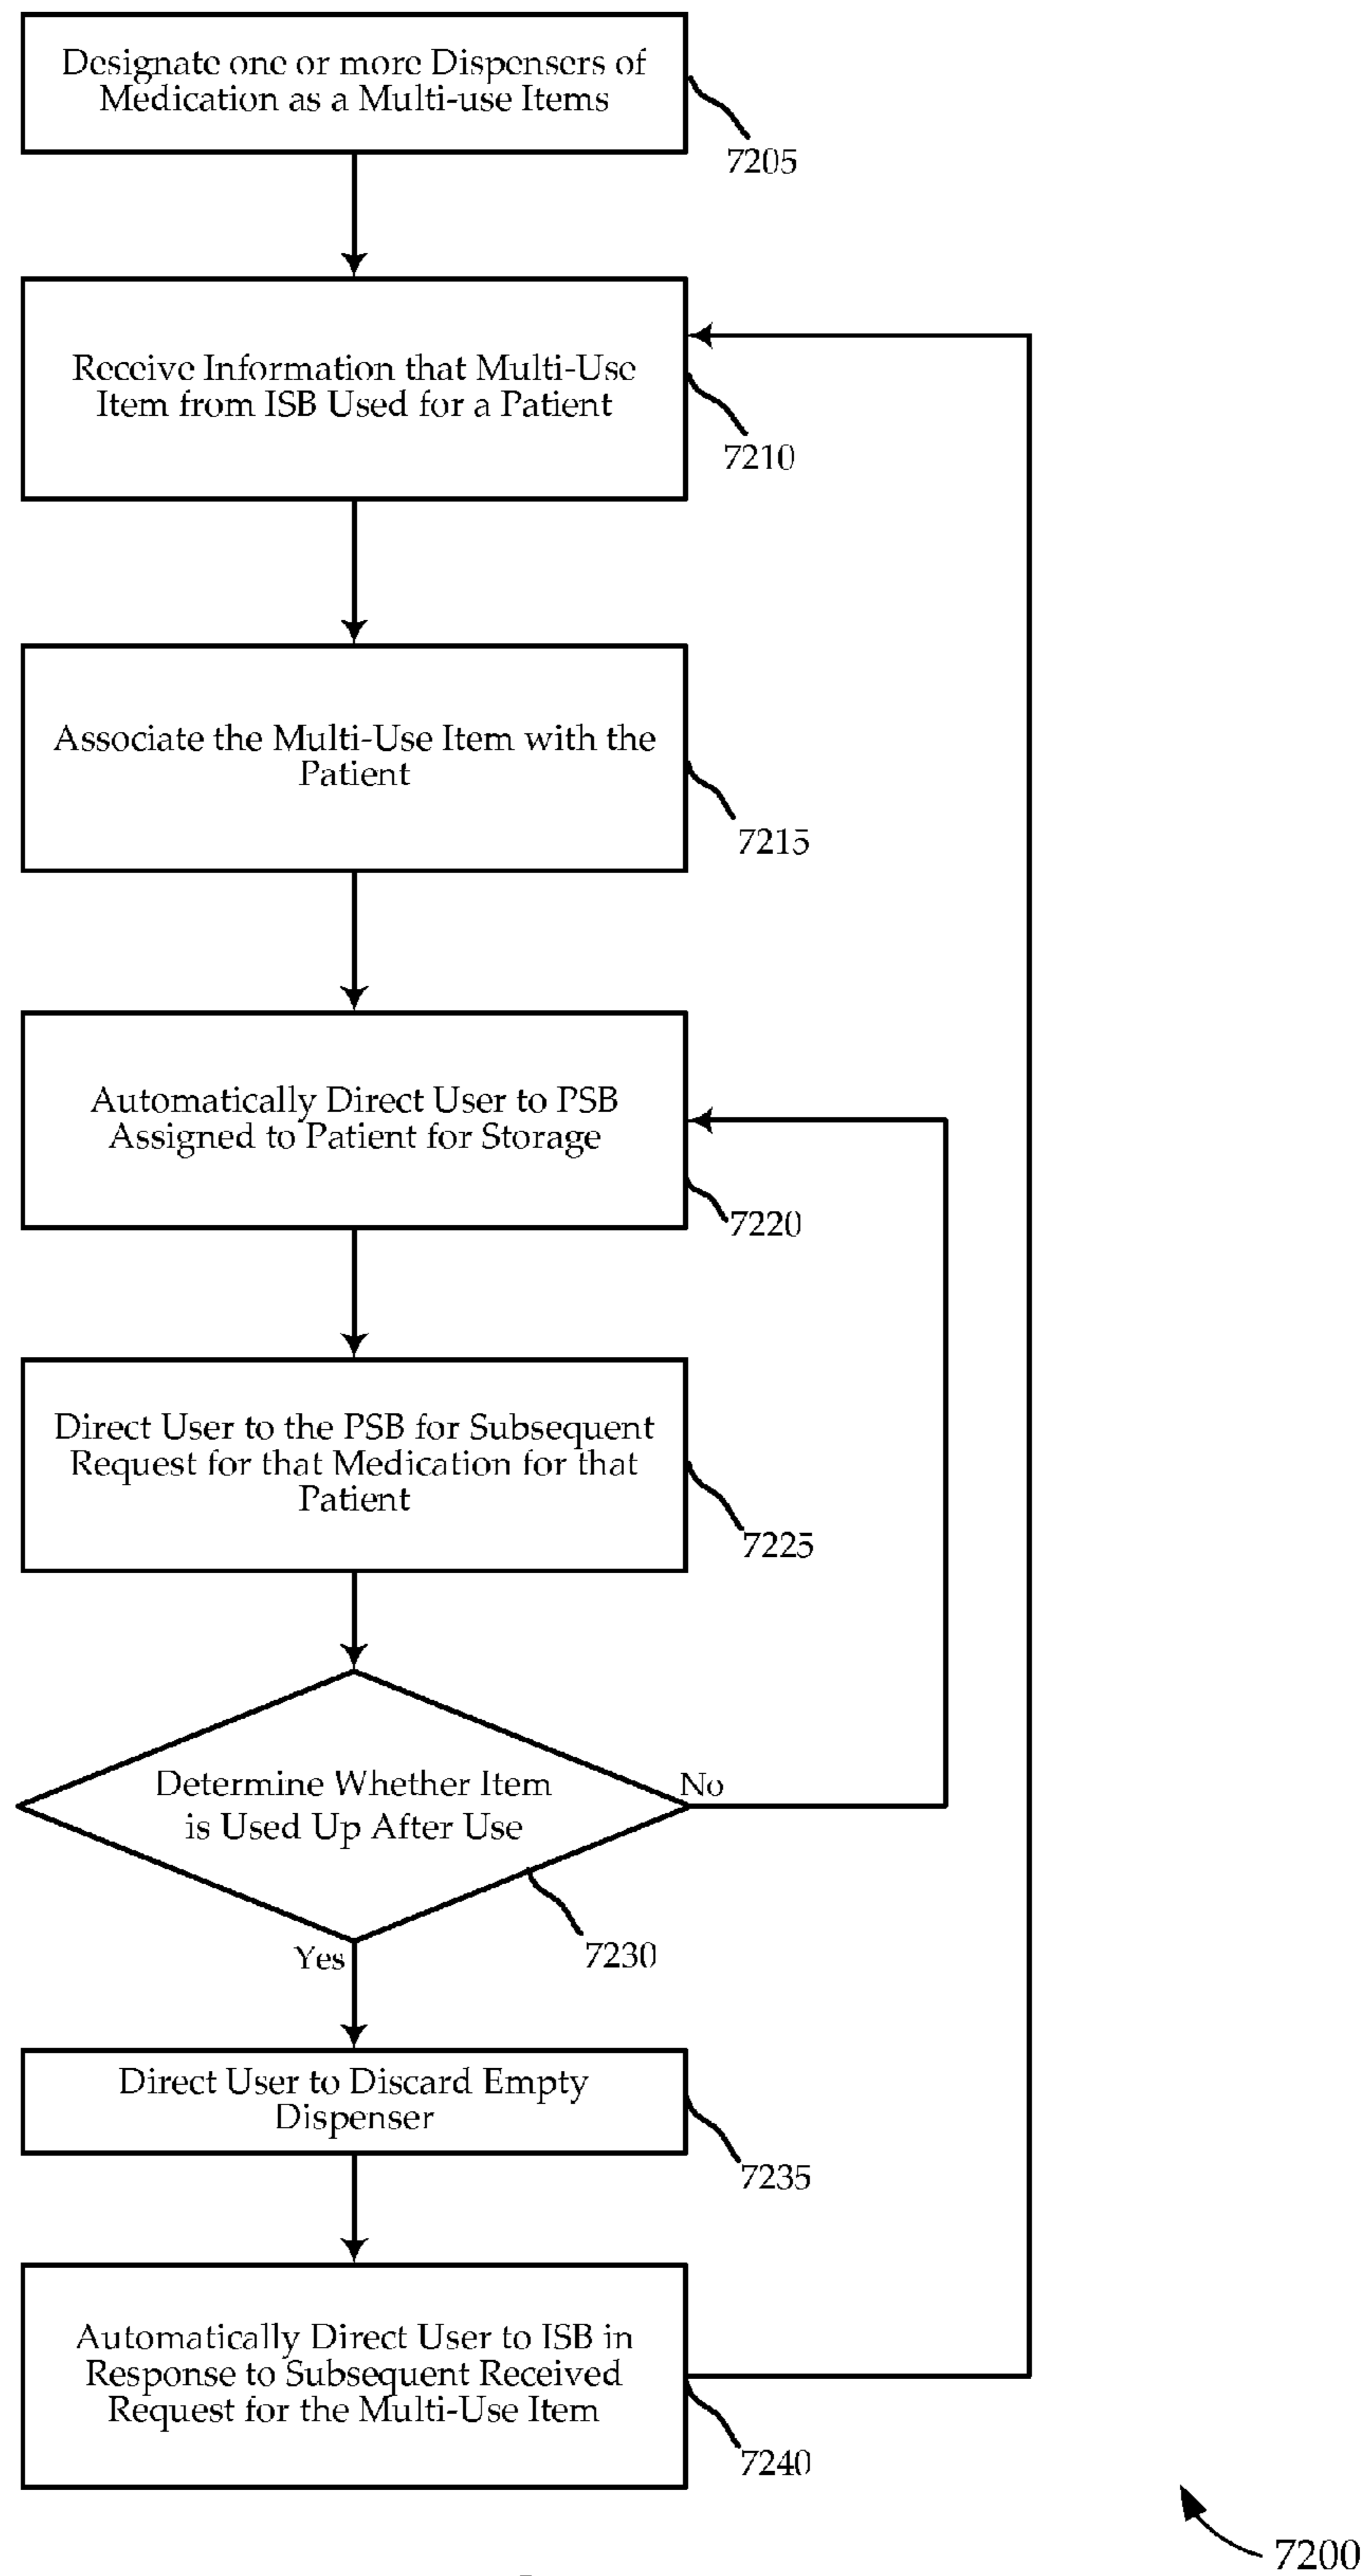 Designate one or more Dispensers of
Medication as a Multi-use Items
7205
Receive Information that Multi-Use
Item from ISB Used for a Patient
7210
Associate the Multi-Use Item with the
Patient
7215
Automatically Direct User to PSB
Assigned to Patient for Storage
7220
Direct User to the PSB for Subsequent
Request for that Medication for that
Patient
7225
Determine Whether Item
is Used Up After Use
No
7230
Yes
Direct User to Discard Empty
Dispenser
7235
Automatically Direct User to ISB in
Response to Subsequent Received
Request for the Multi-Use Item
7240
7200